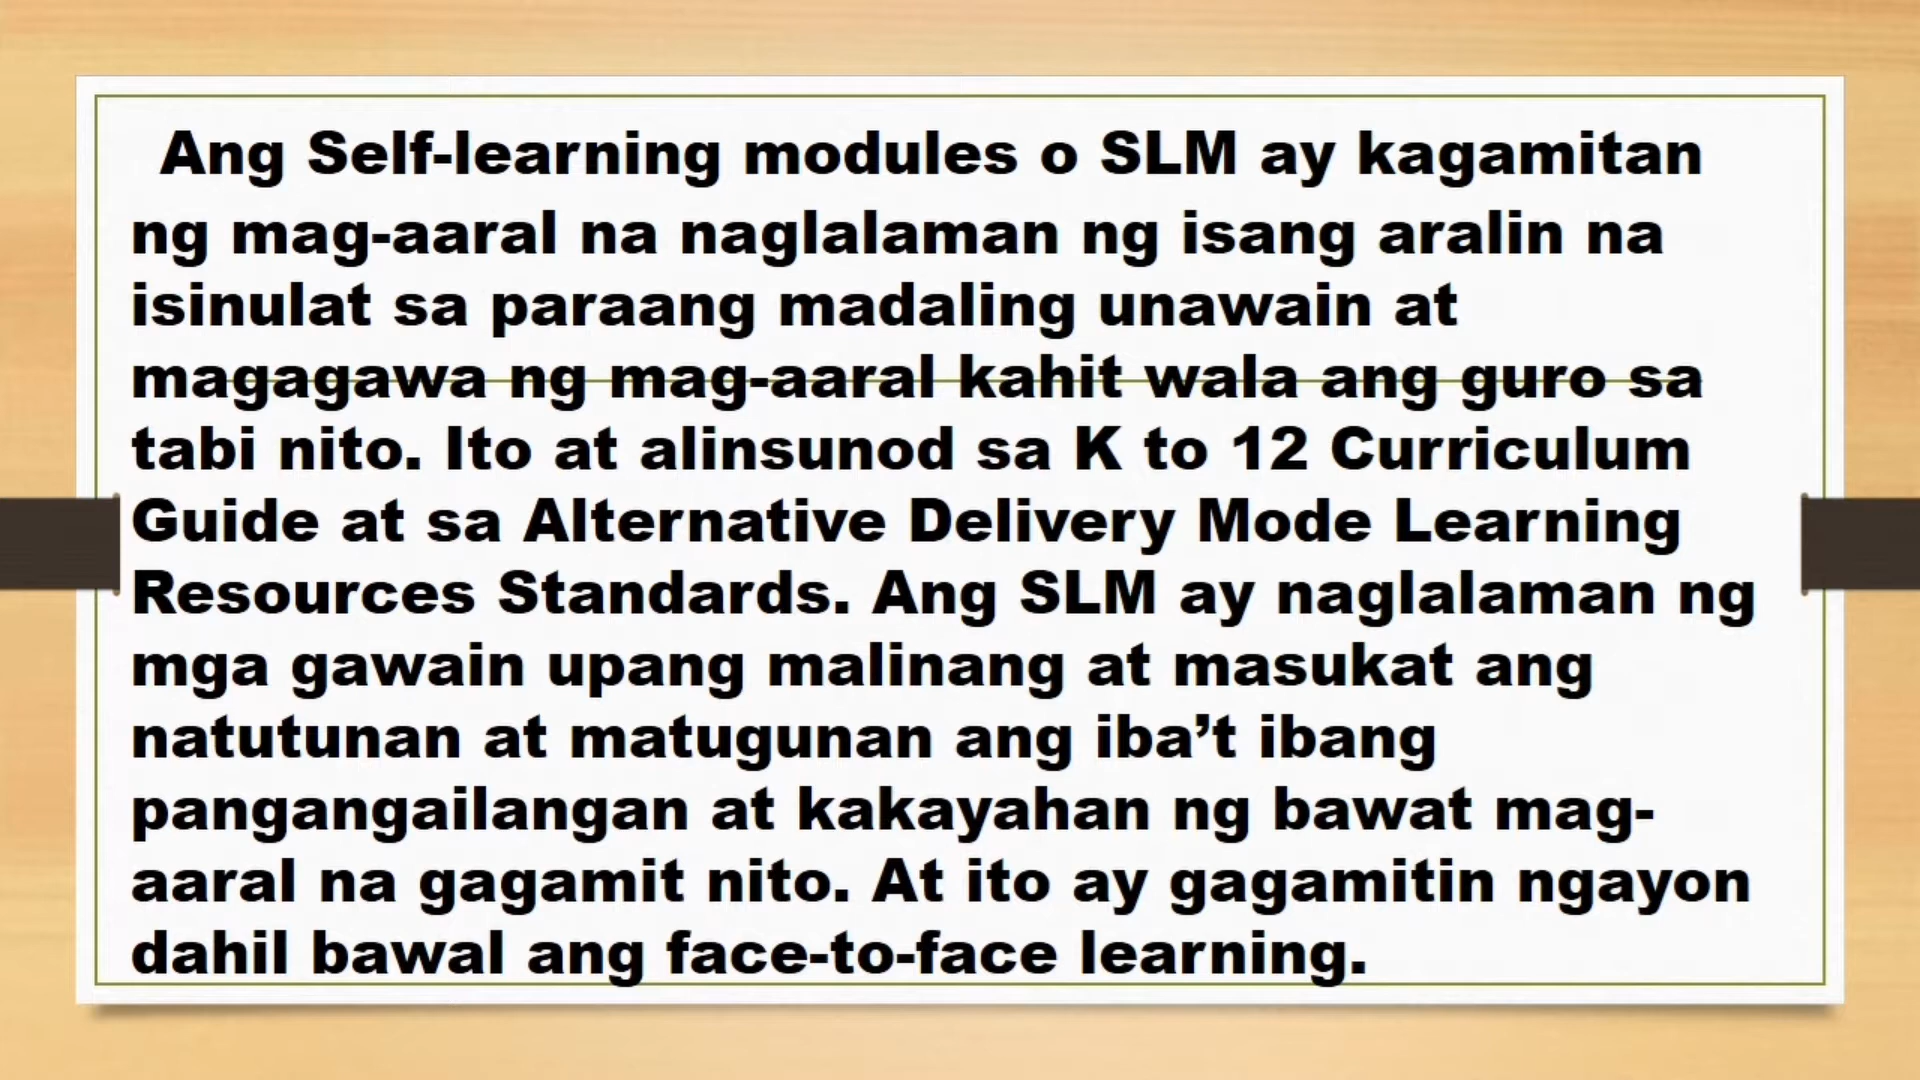 Ang Self-learning modules o SLM ay kagamitan
ng mag-aaral na naglalaman ng isang aralin na
isinulat sa paraang madaling unawain at
magagawa ng mag-aaral kahit wala ang guro sa
tabi nito. Ito at alinsunod sa K to 12 Curriculum
Guide at sa Alternative Delivery Mode Learning
Resources Standards. Ang SLM ay naglalaman ng
mga gawain upang malinang at masukat ang
natutunan at matugunan ang iba’t ibang
pangangailangan at kakayahan ng bawat mag-
aaral na gagamit nito. At ito ay gagamitin ngayon
dahil bawal ang face-to-face learning.